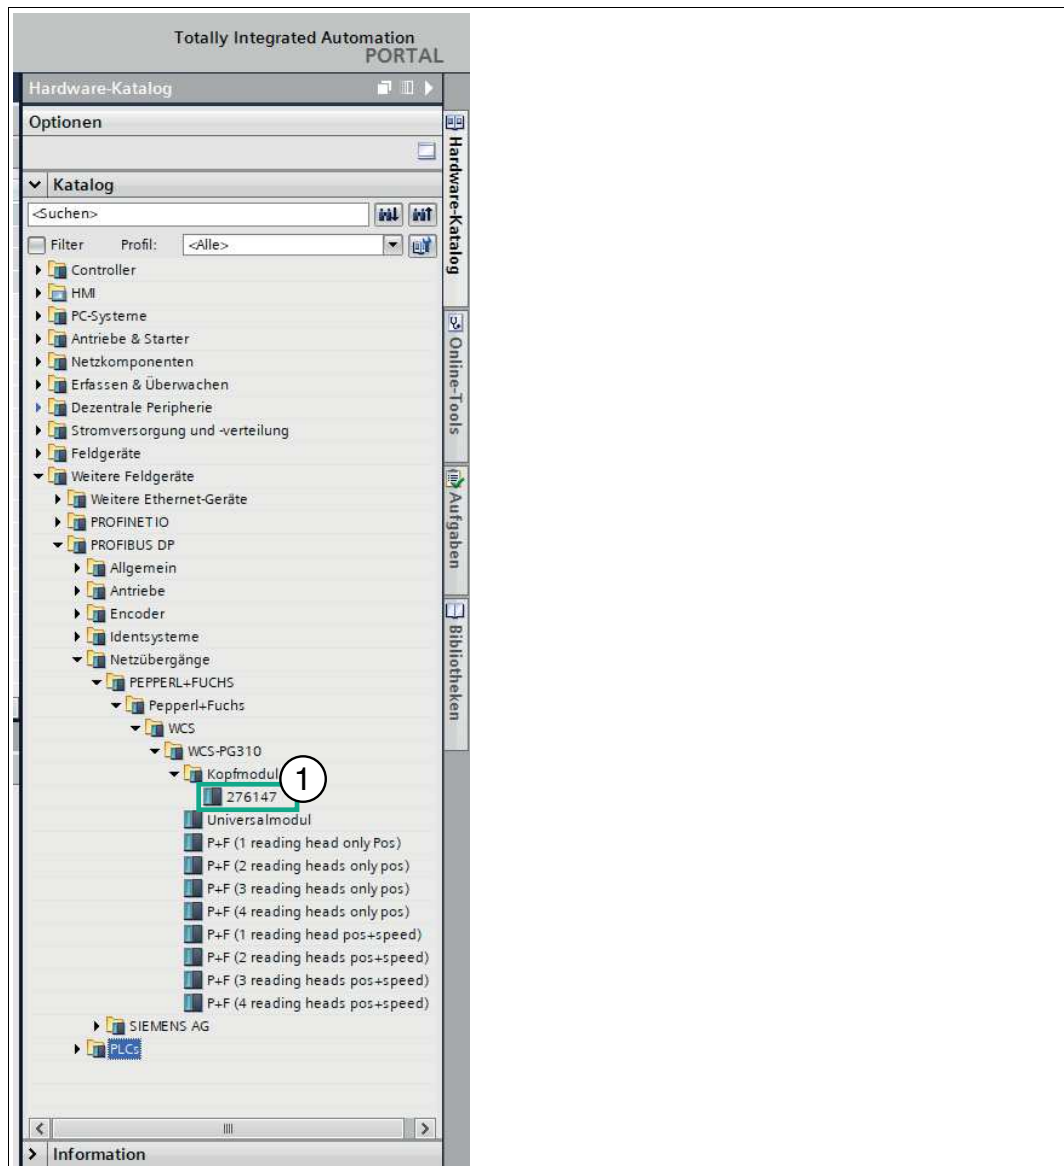 Totally Integrated Automation
PORTAL
Hardware-Katalog
Optionen
Katalog
<Suchen>
Filter Profil: <Alle>
Controller
HMI
PC-Systeme
Antriebe & Starter
Netzkomponenten
Erfassen & Überwachen
Dezentrale Peripherie
Stromversorgung und -verteilung
Feldgeräte
Weitere Feldgeräte
Weitere Ethernet-Geräte
PROFINET IO
PROFIBUS DP
Allgemein
Antriebe
Encoder
Identsysteme
Netzübergänge
PEPPERL+FUCHS
Pepperl+Fuchs
WCS
WCS-PG310
Kopfmodul
1
276147
Universalmodul
P+F (1 reading head only Pos)
P+F (2 reading heads only pos)
P+F (3 reading heads only pos)
P+F (4 reading heads only pos)
P+F (1 reading head pos+speed)
P+F (2 reading heads pos+speed)
P+F (3 reading heads pos+speed)
P+F (4 reading heads pos+speed)
SIEMENS AG
PLCs
Information
Hardware-Katalog
Online-Tools
Aufgaben
Bibliotheken